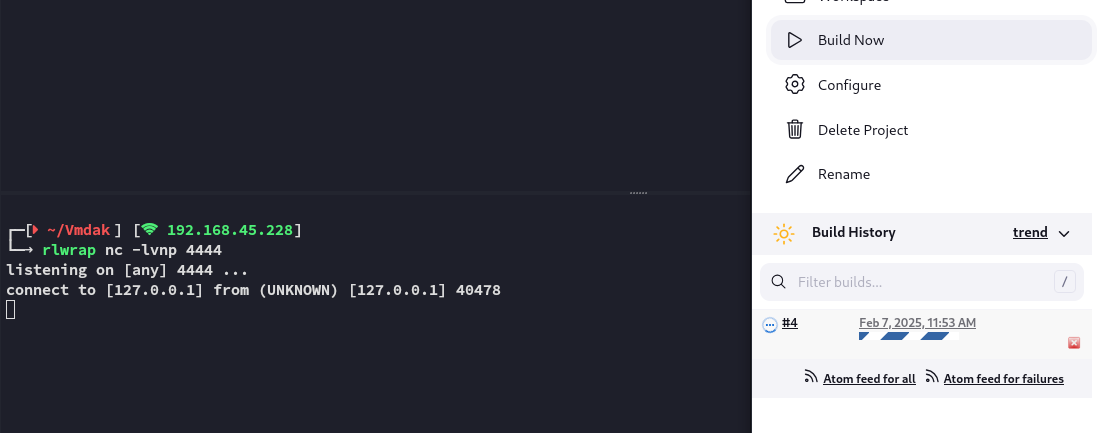 Workspace
Build Now
Configure
Delete Project
Rename
[ ~/Vmdak ] [ 192.168.45.228]
rlwrap nc -lvnp 4444
listening on [any] 4444 ...
connect to [127.0.0.1] from (UNKNOWN) [127.0.0.1] 40478
Build History trend
Filter builds... /
#4 Feb 7, 2025, 11:53 AM
Atom feed for all Atom feed for failures